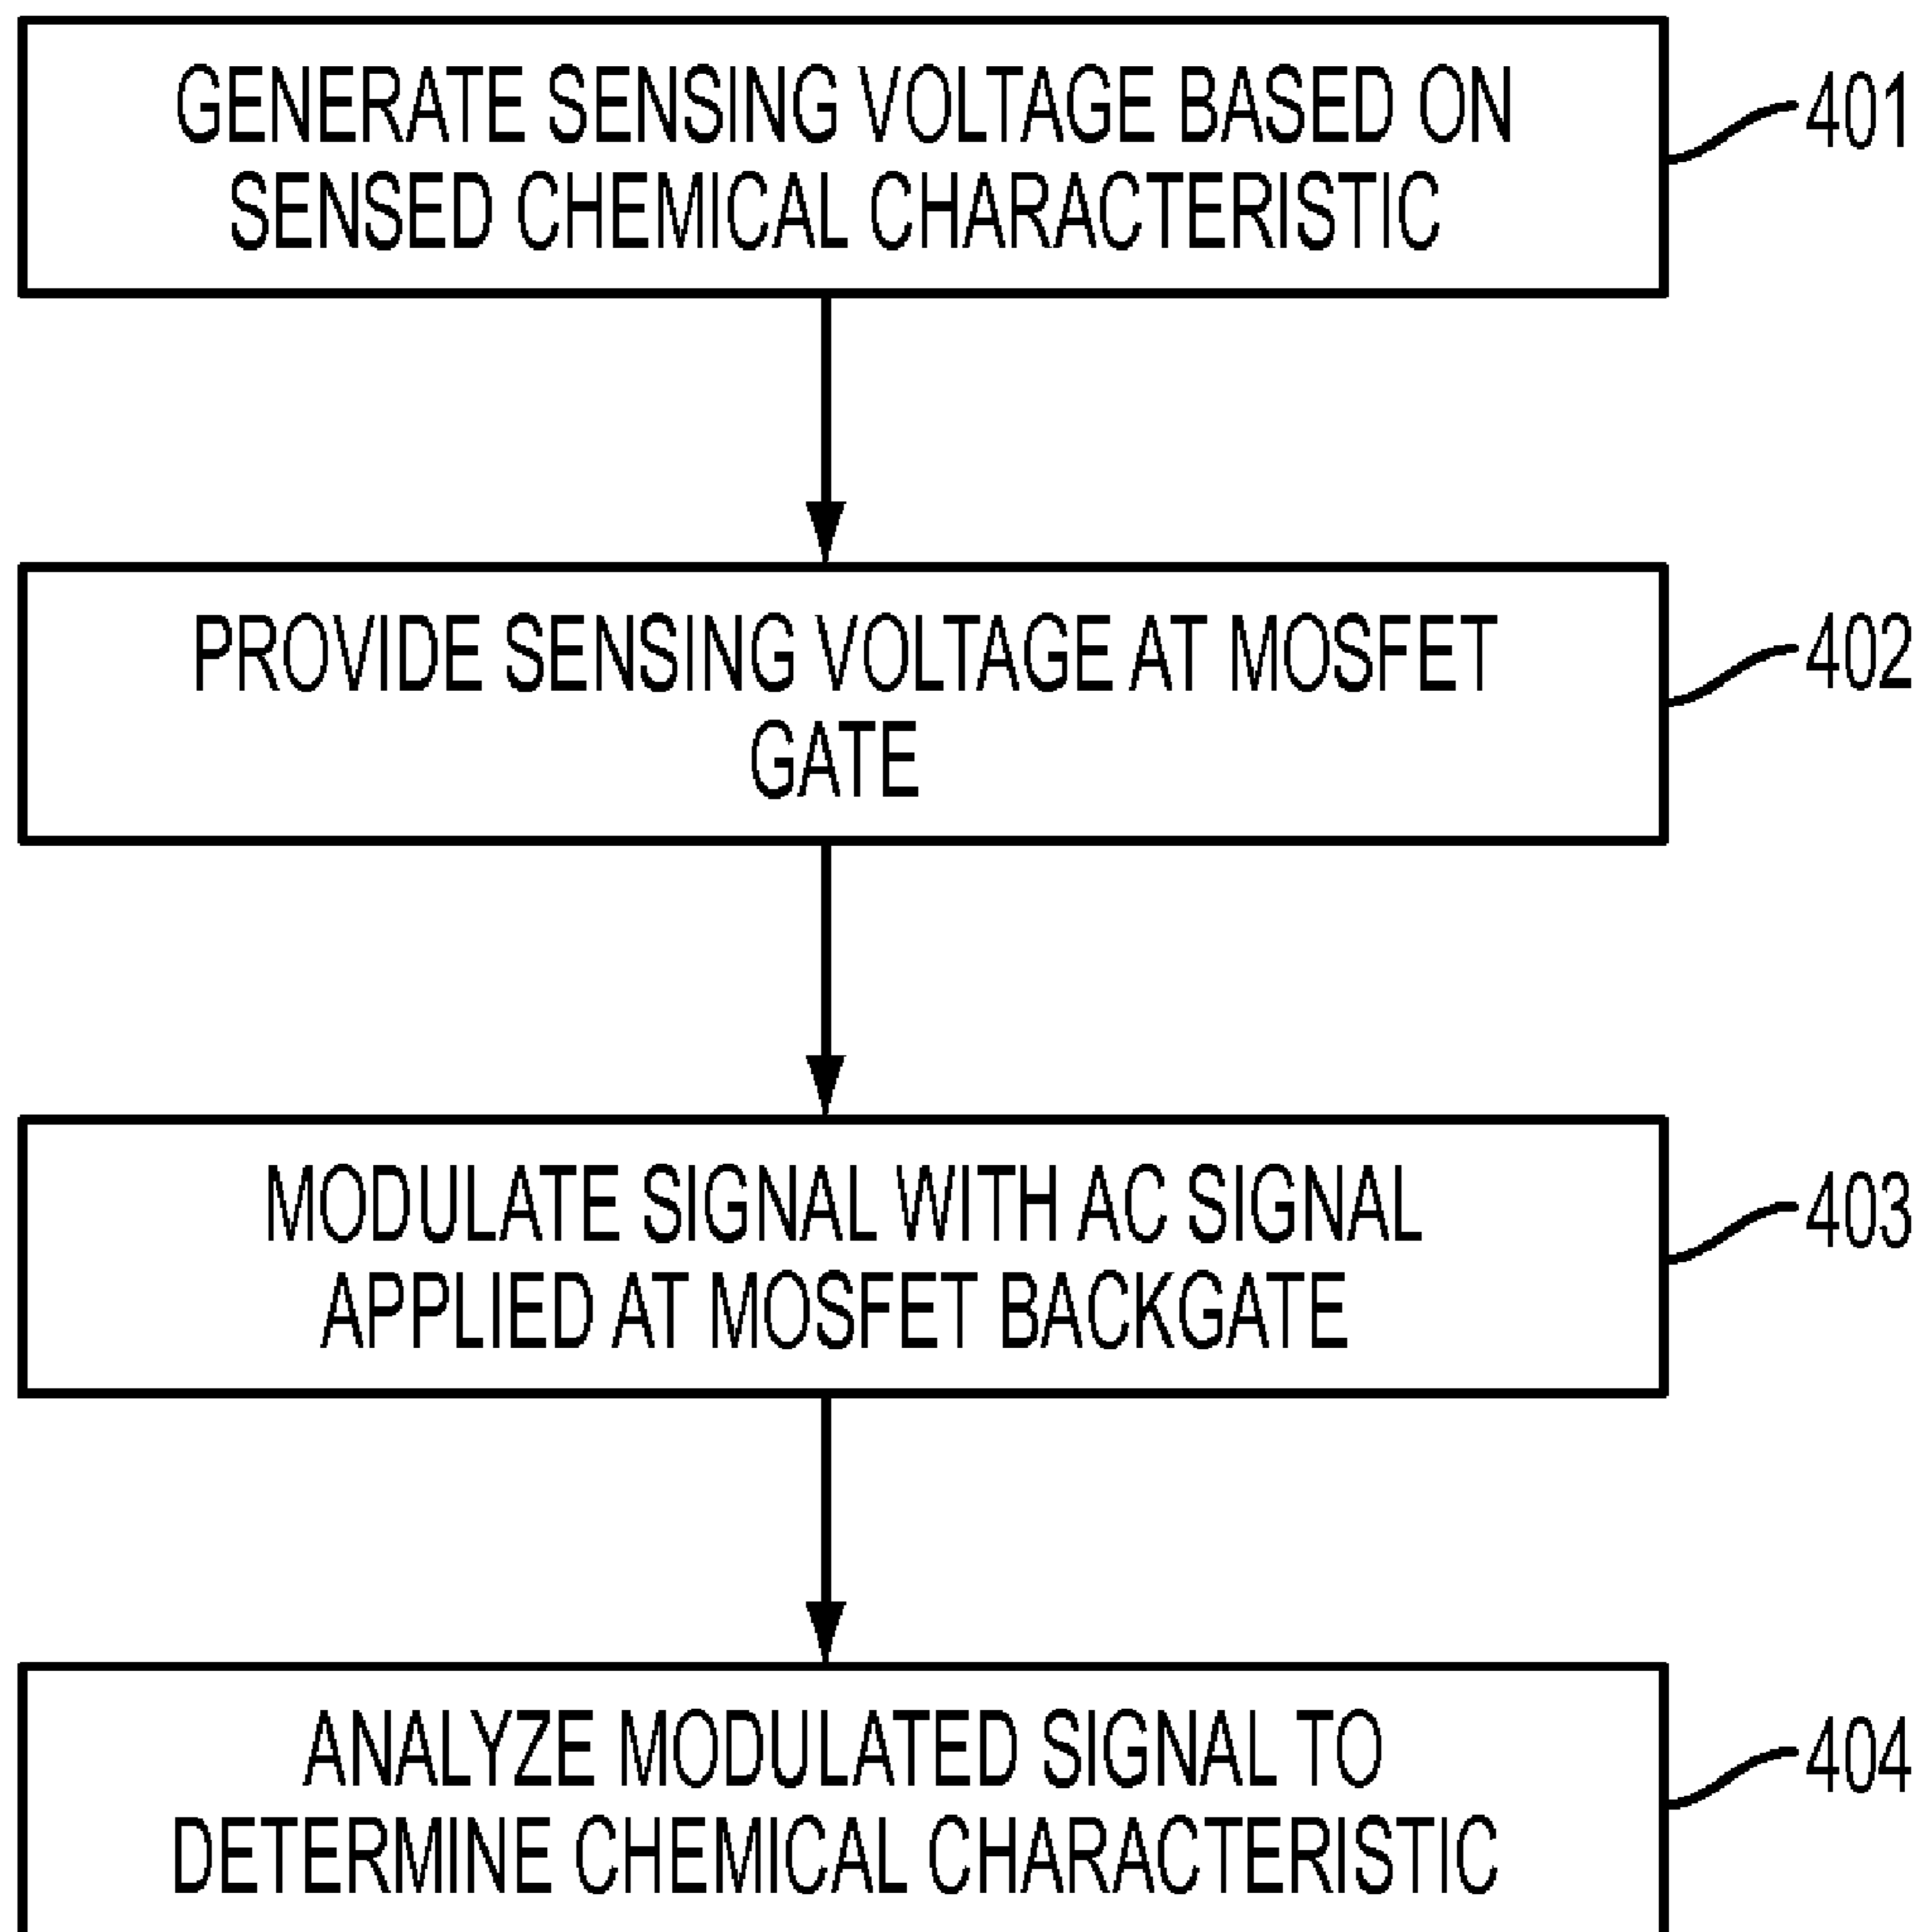 GENERATE SENSING VOLTAGE BASED ON
SENSED CHEMICAL CHARACTERISTIC
401
PROVIDE SENSING VOLTAGE AT MOSFET
GATE
402
MODULATE SIGNAL WITH AC SIGNAL
APPLIED AT MOSFET BACKGATE
403
ANALYZE MODULATED SIGNAL TO
DETERMINE CHEMICAL CHARACTERISTIC
404